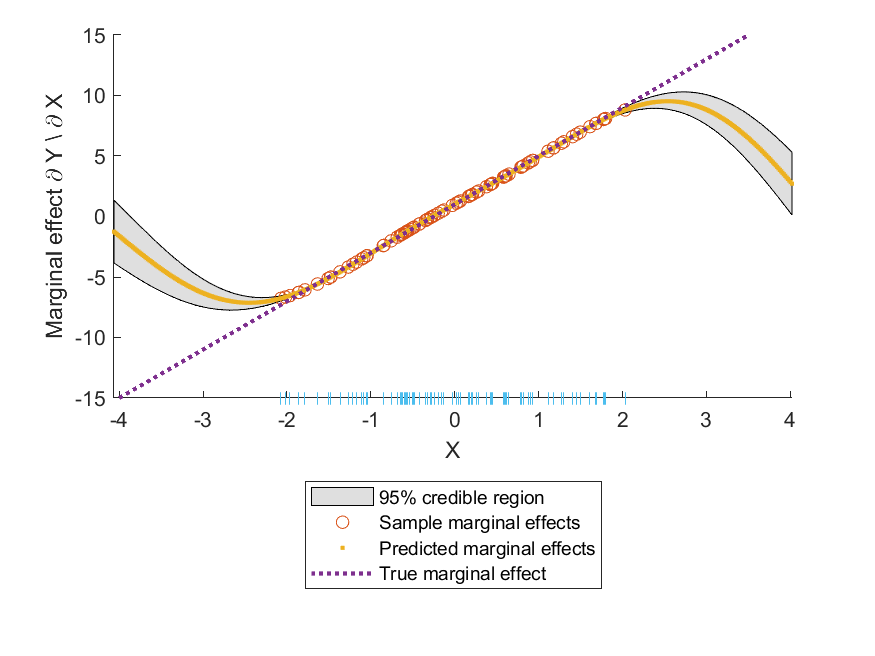 15
10
5
0
-5
-10
-15
Marginal effect ∂ Y \ ∂ X
-4 -3 -2 -1 0 1 2 3 4
X
95% credible region
Sample marginal effects
Predicted marginal effects
True marginal effect